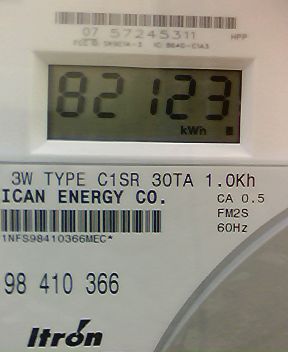 07 57245311 HPP
82123
kWh
3W TYPE C1SR 30TA 1.0Kh
ICAN ENERGY CO.
CA 0.5
FM2S
60Hz
1NFS98410366MEC*
98 410 366
Itron